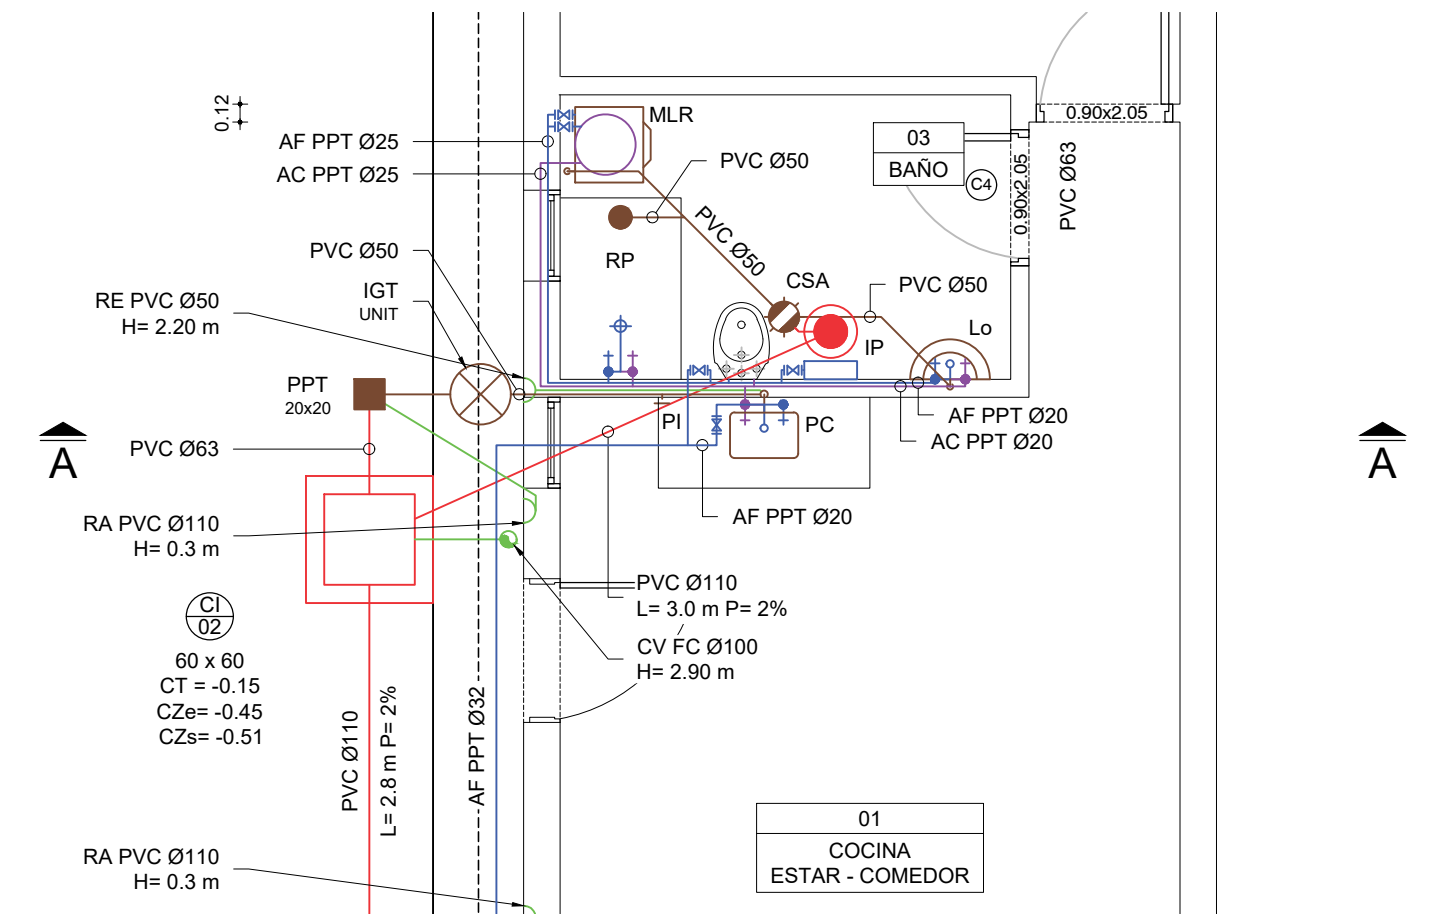 0.12
AF PPT Ø25
AC PPT Ø25
MLR
PVC Ø50
03
BAÑO
C4
0.90x2.05
0.90x2.05
PVC Ø63
PVC Ø50
RP
PVC Ø50
CSA
PVC Ø50
IP
Lo
RE PVC Ø50
H= 2.20 m
IGT
UNIT
PPT
20x20
PI
PC
AF PPT Ø20
AC PPT Ø20
A
A
PVC Ø63
AF PPT Ø20
RA PVC Ø110
H= 0.3 m
PVC Ø110
L= 3.0 m P= 2%
CV FC Ø100
H= 2.90 m
CI
02
60 x 60
CT = -0.15
CZe= -0.45
CZs= -0.51
PVC Ø110
L= 2.8 m P= 2%
AF PPT Ø32
01
COCINA
ESTAR - COMEDOR
RA PVC Ø110
H= 0.3 m